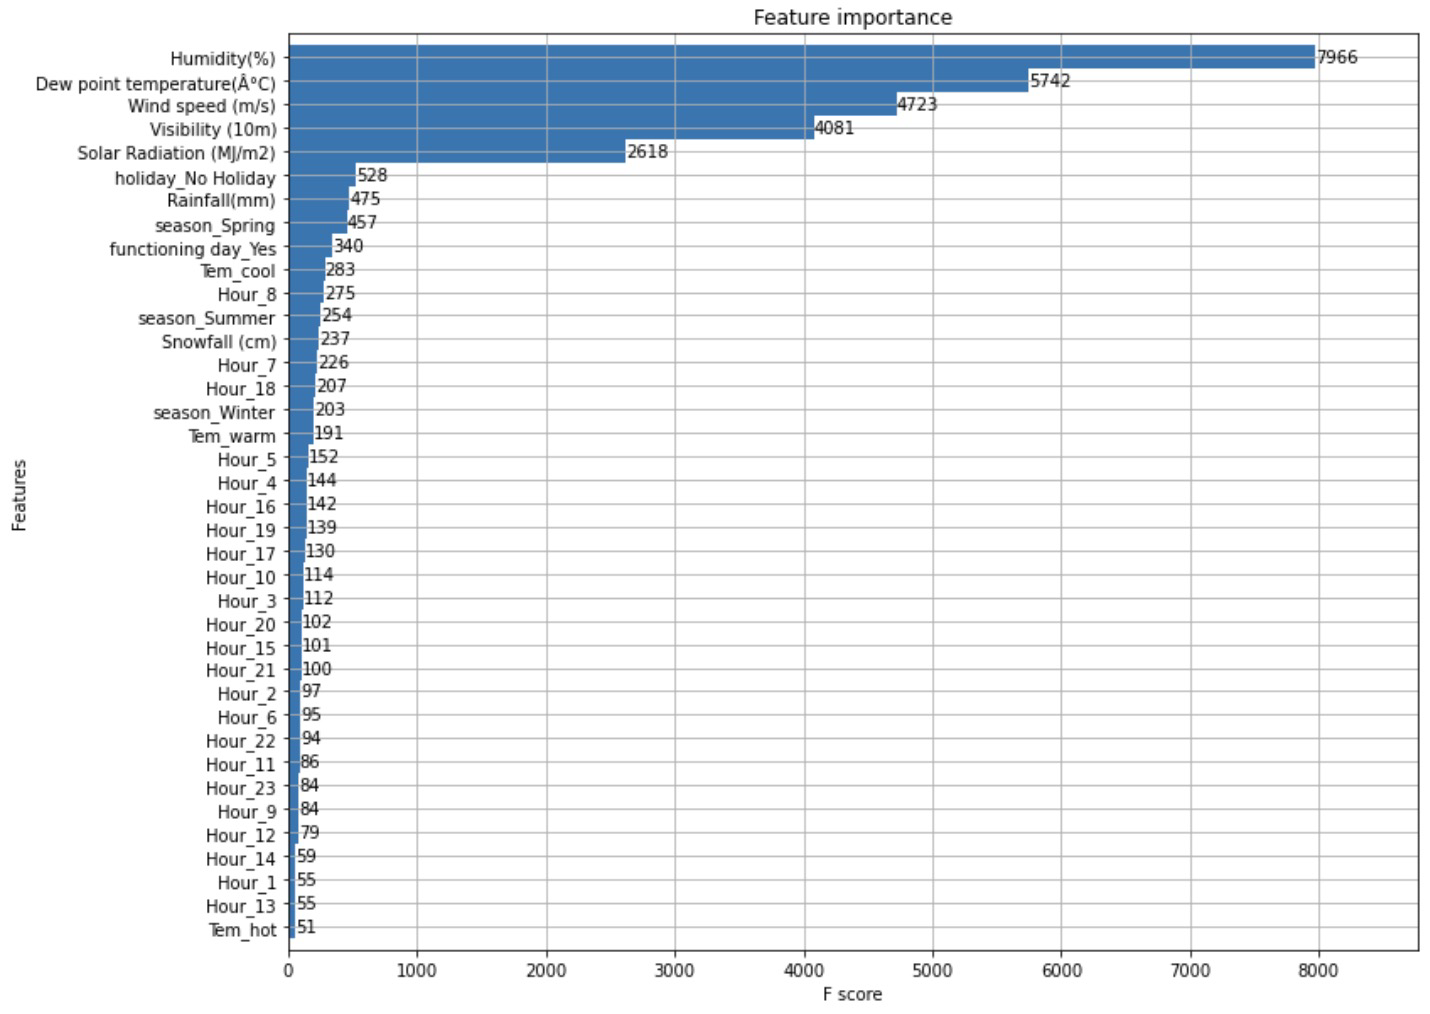 Feature importance
Humidity(%) 7966
Dew point temperature(Â°C) 5742
Wind speed (m/s) 4723
Visibility (10m) 4081
Solar Radiation (MJ/m2) 2618
holiday_No Holiday 528
Rainfall(mm) 475
season_Spring 457
functioning day_Yes 340
Tem_cool 283
Hour_8 275
season_Summer 254
Snowfall (cm) 237
Hour_7 226
Hour_18 207
season_Winter 203
Tem_warm 191
Hour_5 152
Hour_4 144
Hour_16 142
Hour_19 139
Hour_17 130
Hour_10 114
Hour_3 112
Hour_20 102
Hour_15 101
Hour_21 100
Hour_2 97
Hour_6 95
Hour_22 94
Hour_11 86
Hour_23 84
Hour_9 84
Hour_12 79
Hour_14 59
Hour_1 55
Hour_13 55
Tem_hot 51
Features
0 1000 2000 3000 4000 5000 6000 7000 8000
F score